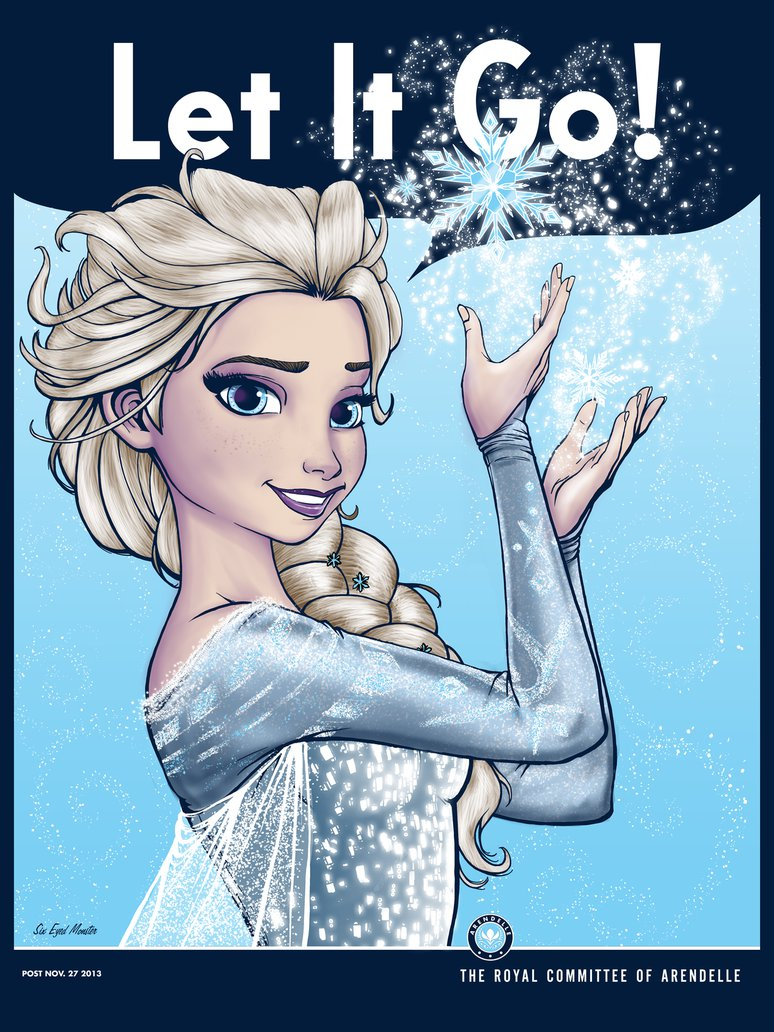 Let It Go!
Six Eyed Monster
ARENDELLE
POST NOV. 27 2013
THE ROYAL COMMITTEE OF ARENDELLE